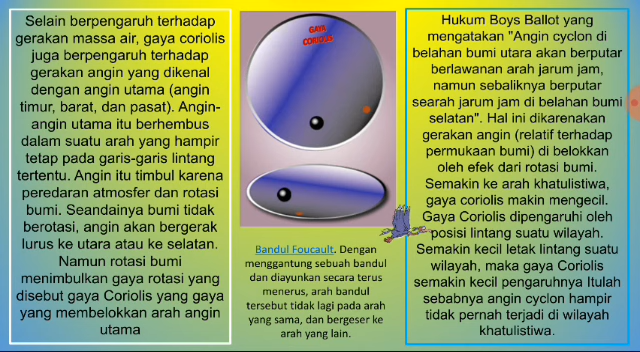 Selain berpengaruh terhadap
gerakan massa air, gaya coriolis
juga berpengaruh terhadap
gerakan angin yang dikenal
dengan angin utama (angin
timur, barat, dan pasat). Angin-
angin utama itu berhembus
dalam suatu arah yang hampir
tetap pada garis-garis lintang
tertentu. Angin itu timbul karena
peredaran atmosfer dan rotasi
bumi. Seandainya bumi tidak
berotasi, angin akan bergerak
lurus ke utara atau ke selatan.
Namun rotasi bumi
menimbulkan gaya rotasi yang
disebut gaya Coriolis yang gaya
yang membelokkan arah angin
utama
GAYA
CORIOLIS
Bandul Foucault. Dengan
menggantung sebuah bandul
dan diayunkan secara terus
menerus, arah bandul
tersebut tidak lagi pada arah
yang sama, dan bergeser ke
arah yang lain.
Hukum Boys Ballot yang
mengatakan "Angin cyclon di
belahan bumi utara akan berputar
berlawanan arah jarum jam,
namun sebaliknya berputar
searah jarum jam di belahan bumi
selatan". Hal ini dikarenakan
gerakan angin (relatif terhadap
permukaan bumi) di belokkan
oleh efek dari rotasi bumi.
Semakin ke arah khatulistiwa,
gaya coriolis makin mengecil.
Gaya Coriolis dipengaruhi oleh
posisi lintang suatu wilayah.
Semakin kecil letak lintang suatu
wilayah, maka gaya Coriolis
semakin kecil pengaruhnya Itulah
sebabnya angin cyclon hampir
tidak pernah terjadi di wilayah
khatulistiwa.